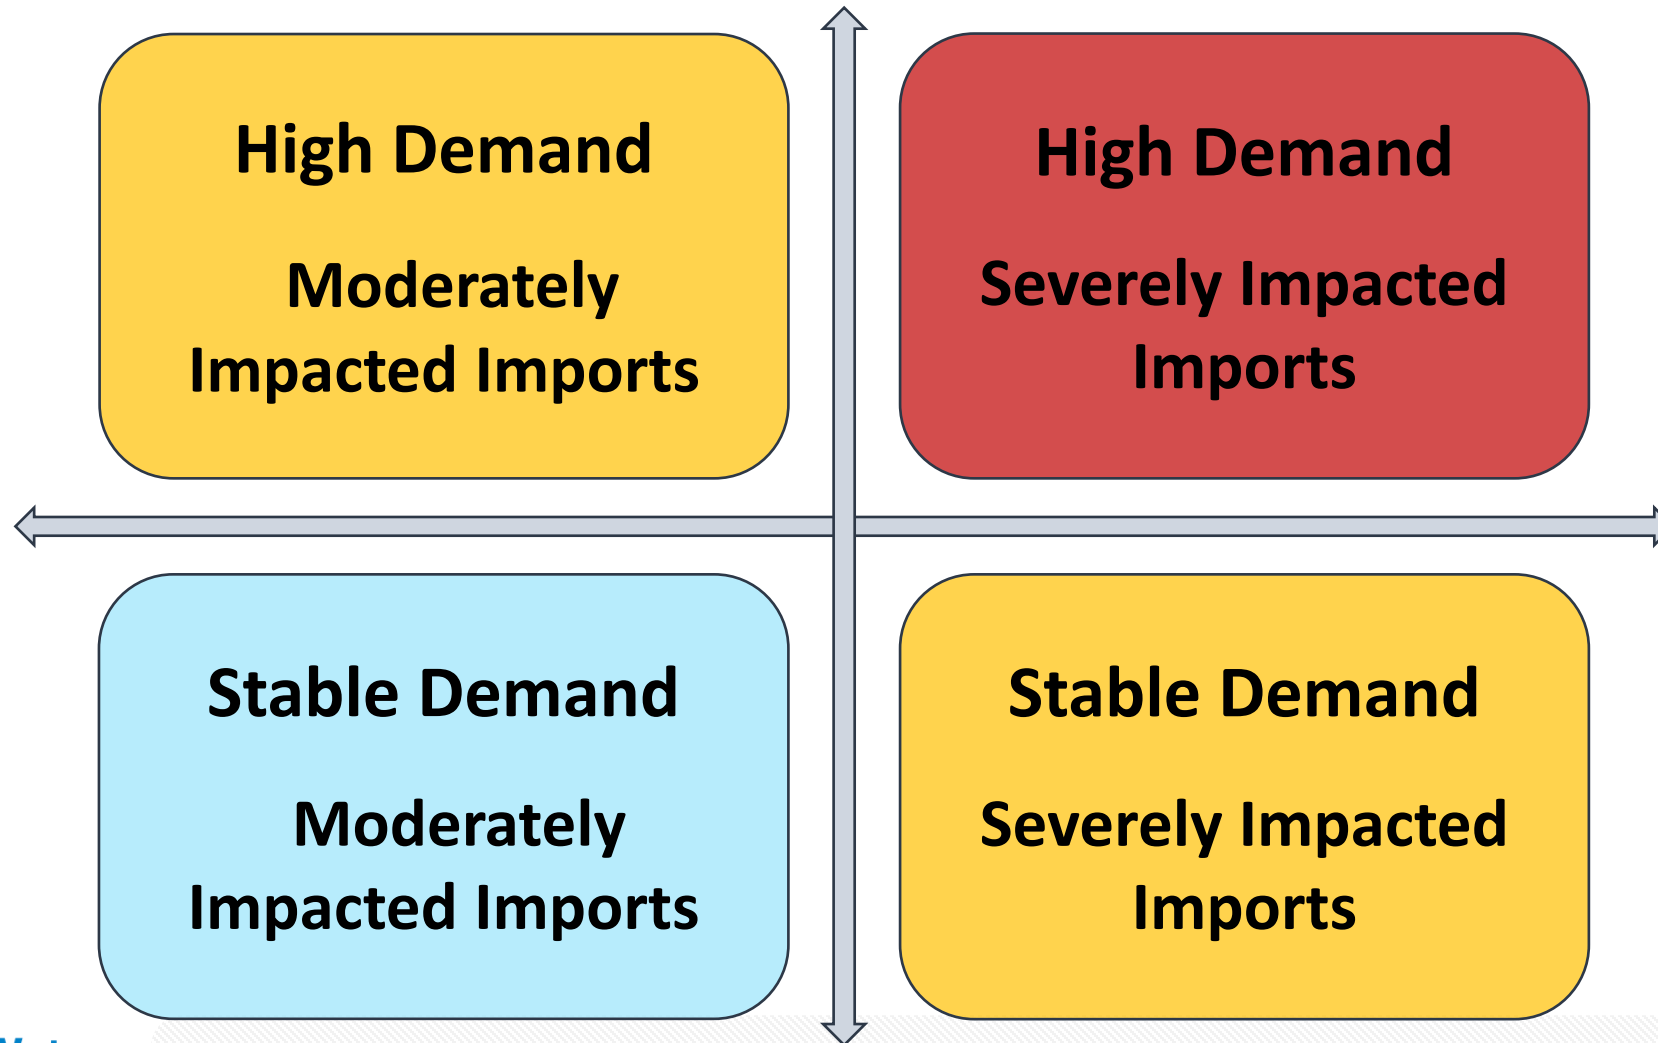 High Demand
Moderately
Impacted Imports
High Demand
Severely Impacted
Imports
Stable Demand
Moderately
Impacted Imports
Stable Demand
Severely Impacted
Imports